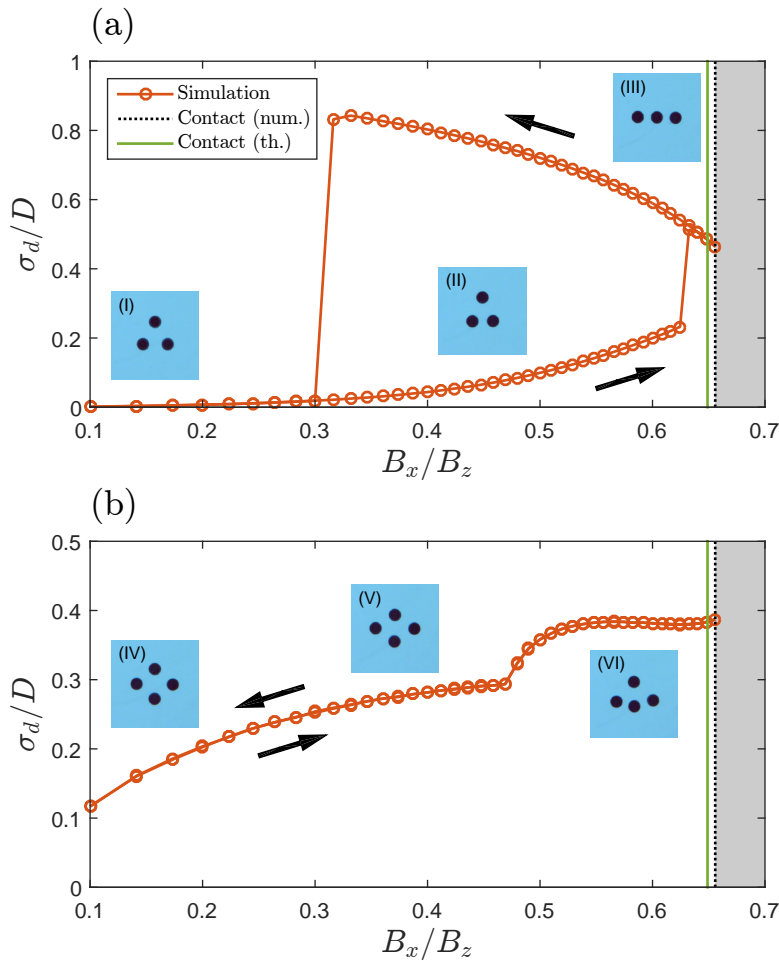 (a)
1
0.8
0.6
0.4
0.2
0
σ_d/D
Simulation
Contact (num.)
Contact (th.)
(I)
(II)
(III)
0.1 0.2 0.3 0.4 0.5 0.6 0.7
B_x/B_z
(b)
0.5
0.4
0.3
0.2
0.1
0
σ_d/D
(IV)
(V)
(VI)
0.1 0.2 0.3 0.4 0.5 0.6 0.7
B_x/B_z